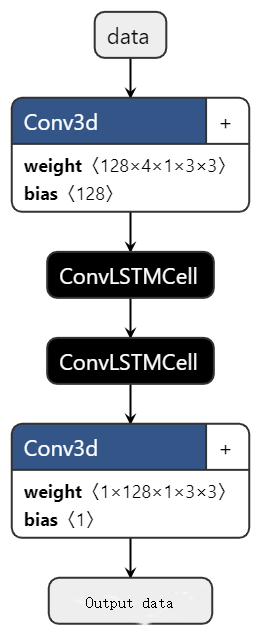 data
Conv3d +
weight〈128×4×1×3×3〉
bias〈128〉
ConvLSTMCell
ConvLSTMCell
Conv3d +
weight〈1×128×1×3×3〉
bias〈1〉
Output data